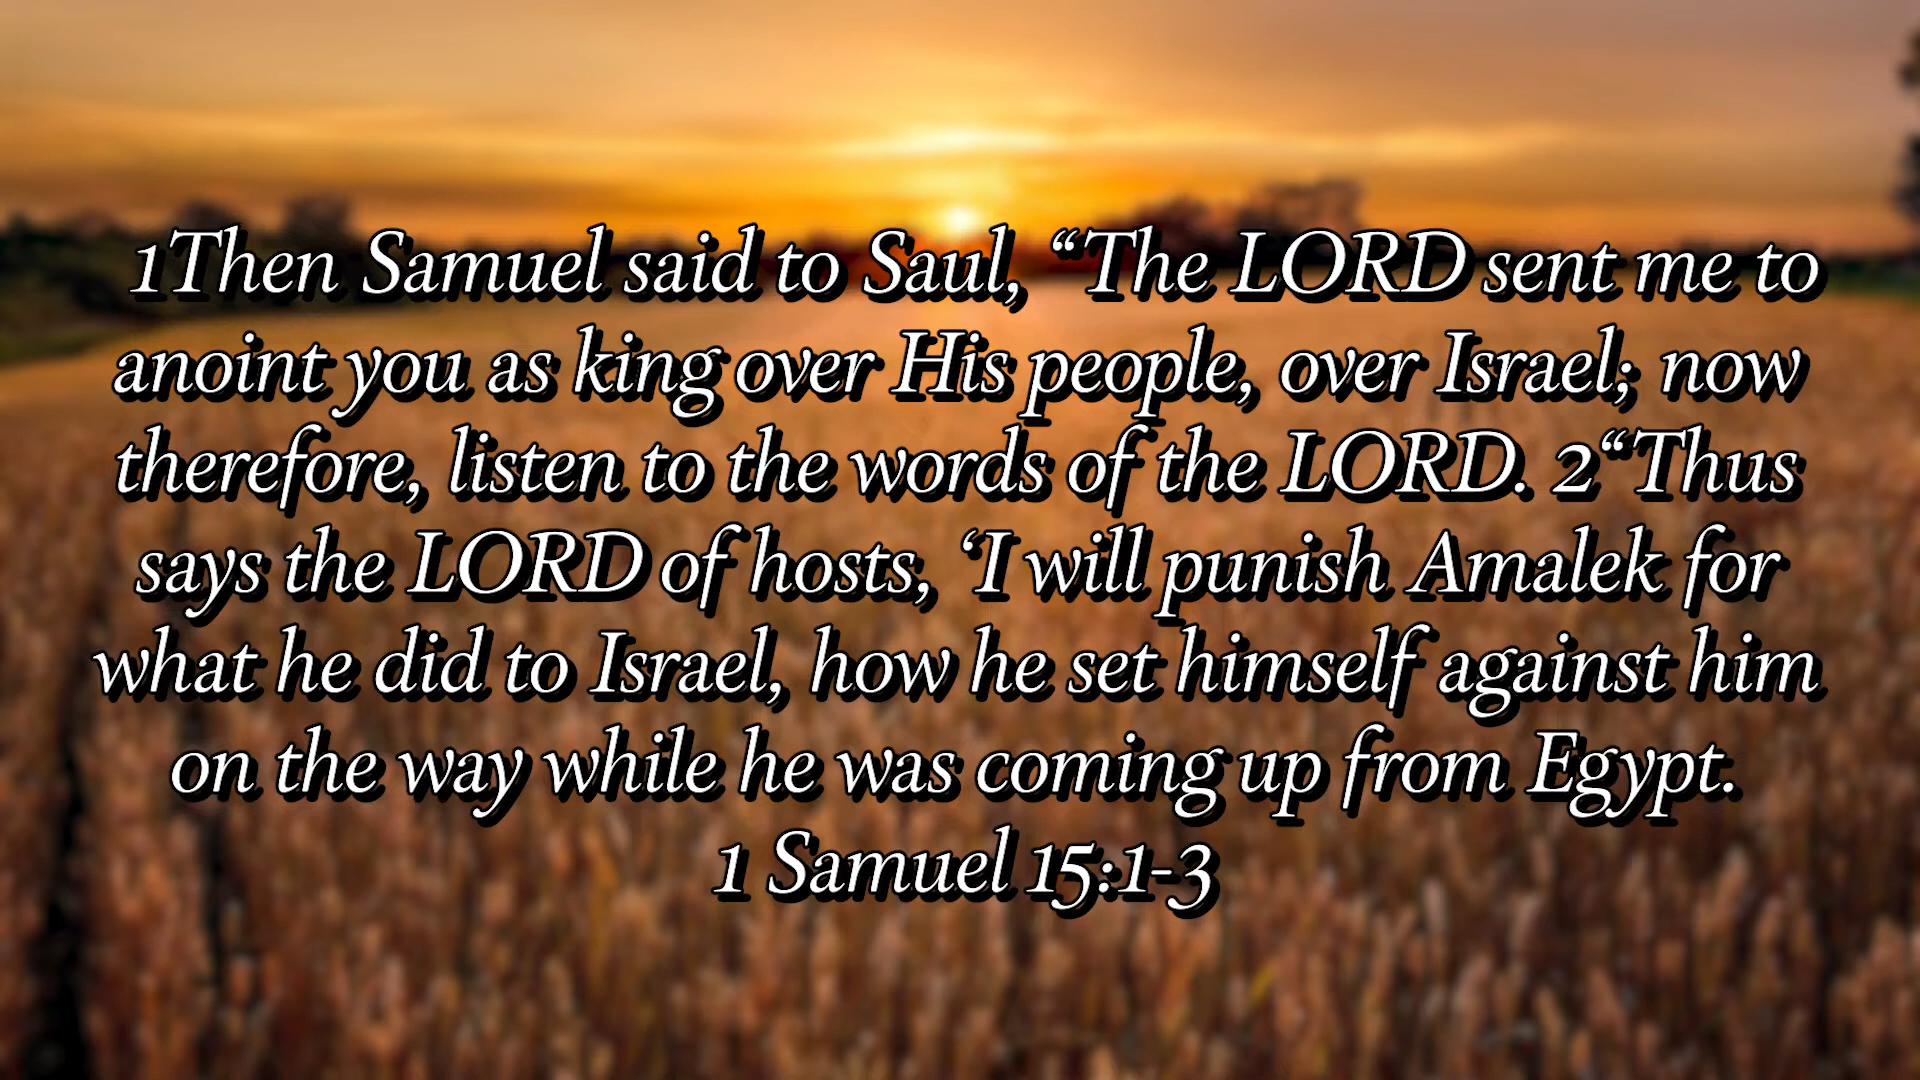 1Then Samuel said to Saul, “The LORD sent me to
anoint you as king over His people, over Israel; now
therefore, listen to the words of the LORD. 2“Thus
says the LORD of hosts, ‘I will punish Amalek for
what he did to Israel, how he set himself against him
on the way while he was coming up from Egypt.
1 Samuel 15:1-3